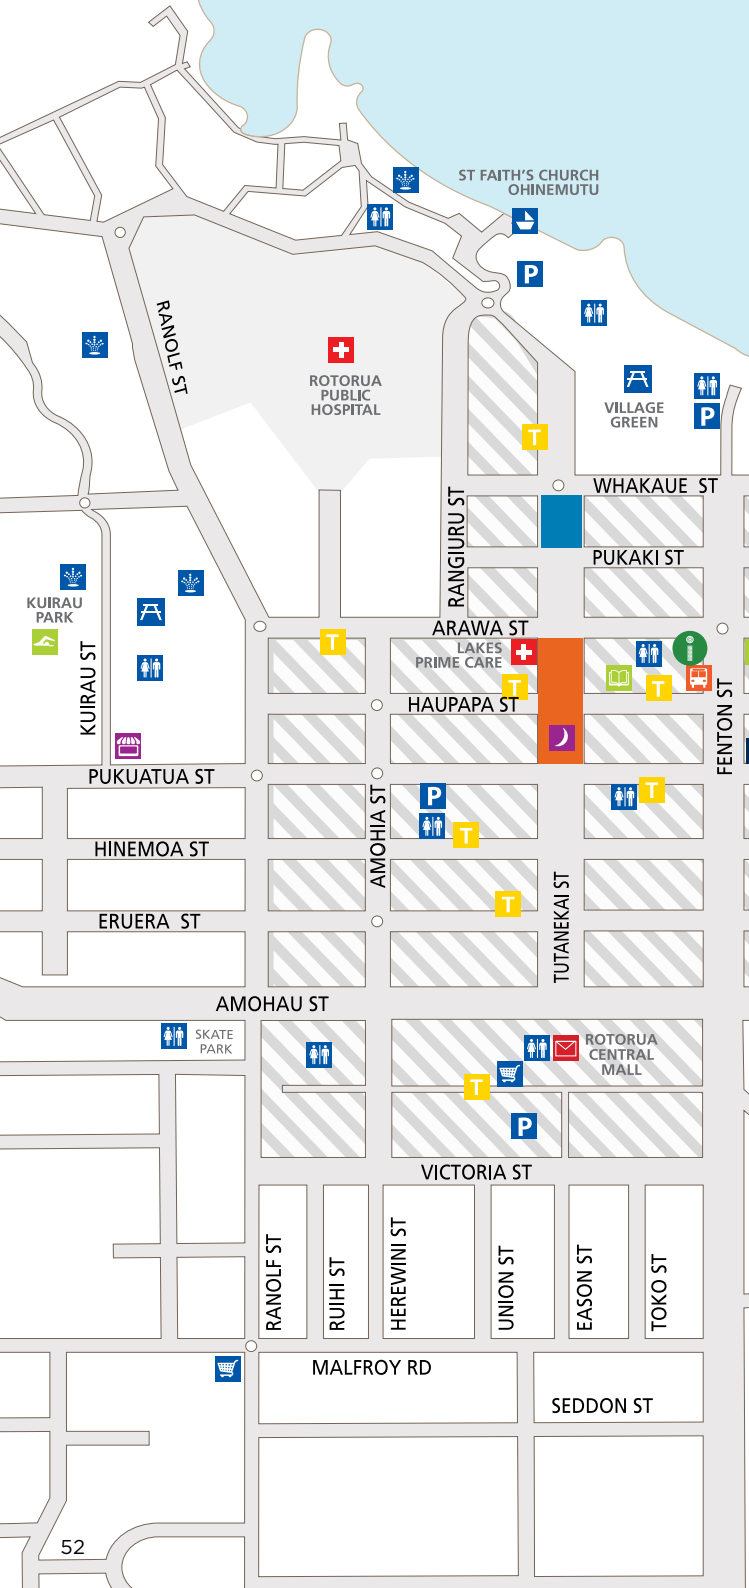 ST FAITH'S CHURCH
OHINEMUTU
P
RANOLF ST
ROTORUA
PUBLIC
HOSPITAL
VILLAGE
GREEN
P
T
WHAKAUE ST
RANGIURU ST
PUKAKI ST
KUIRAU
PARK
KUIRAU ST
ARAWA ST
T
LAKES
PRIME CARE
i
T
T
HAUPAPA ST
FENTON ST
PUKUATUA ST
AMOHIA ST
P
T
T
HINEMOA ST
T
TUTANEKAI ST
ERUERA ST
AMOHAU ST
SKATE
PARK
ROTORUA
CENTRAL
MALL
T
P
VICTORIA ST
RANOLF ST
RUIHI ST
HEREWINI ST
UNION ST
EASON ST
TOKO ST
MALFROY RD
SEDDON ST
52